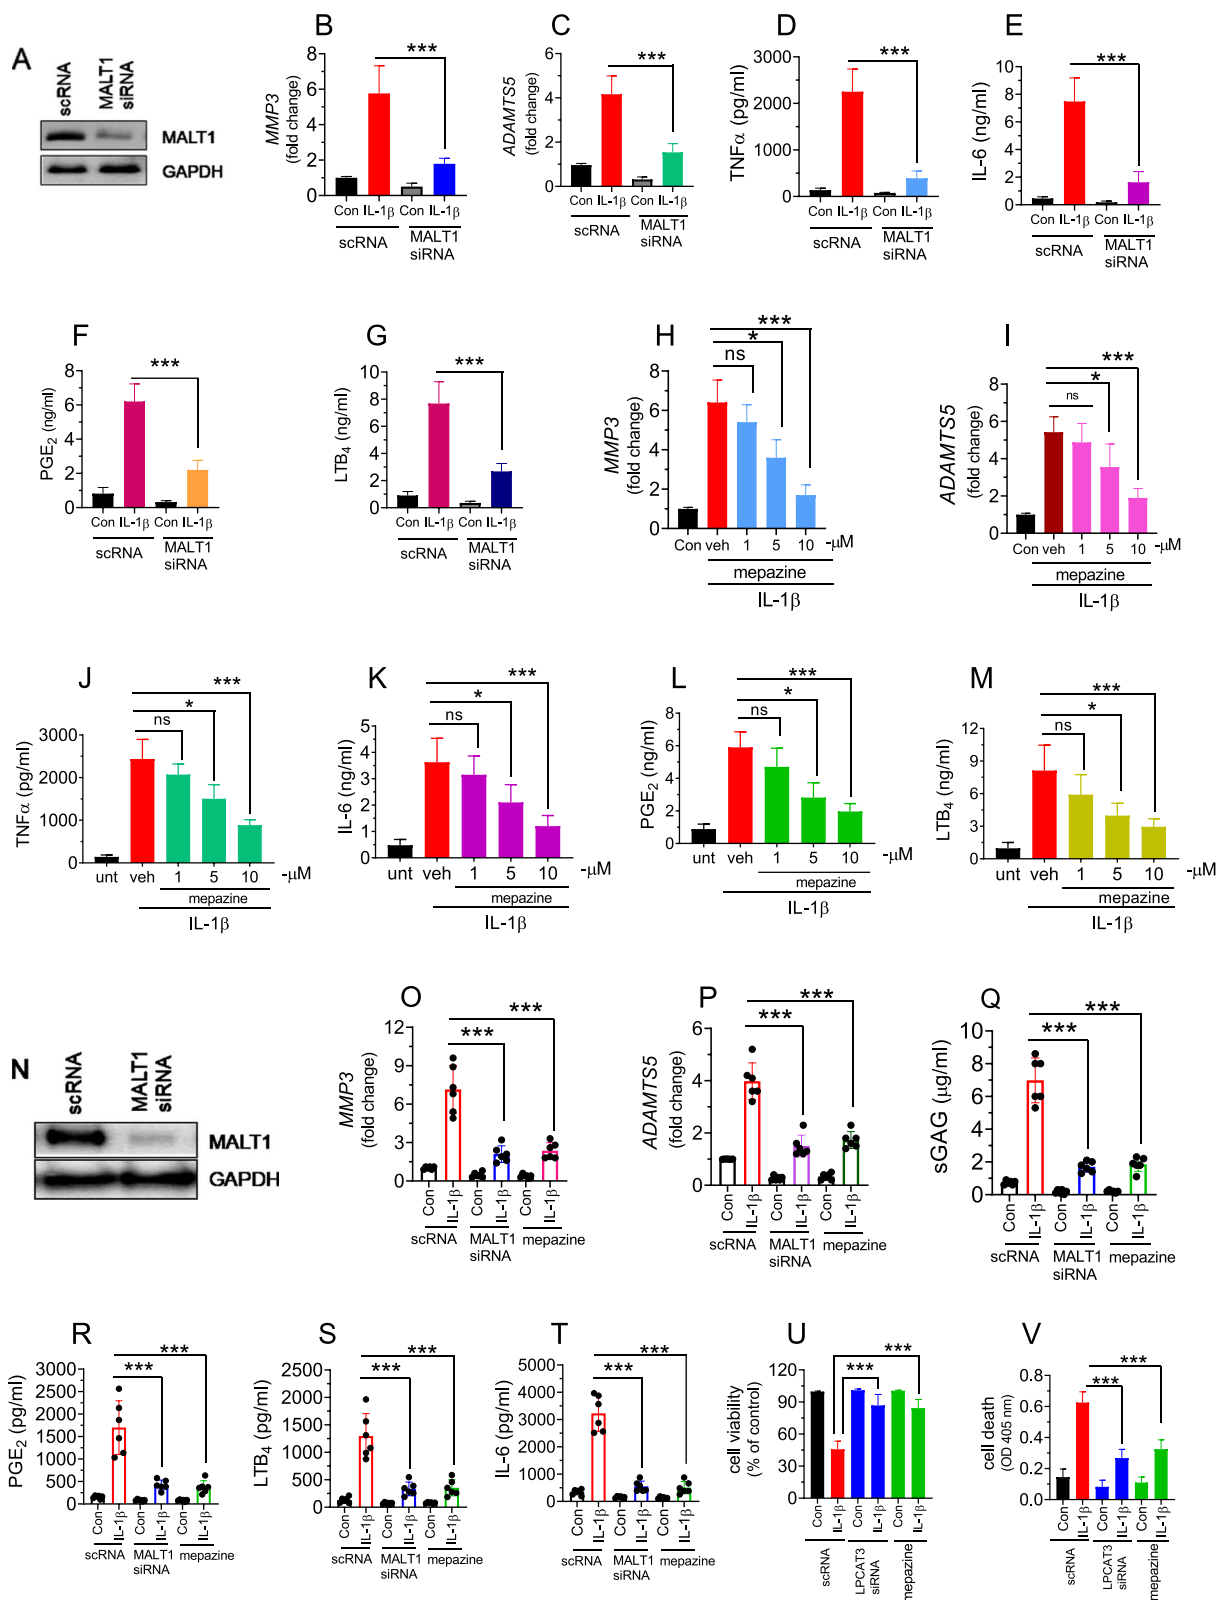 A
scRNA
MALT1
siRNA
MALT1
GAPDH
B
***
MMP3
(fold change)
8
6
4
2
0
Con IL-1β Con IL-1β
scRNA
MALT1
siRNA
C
***
ADAMTS5
(fold change)
6
4
2
0
Con IL-1β Con IL-1β
scRNA
MALT1
siRNA
D
***
TNFα (pg/ml)
3000
2000
1000
0
Con IL-1β Con IL-1β
scRNA
MALT1
siRNA
E
***
IL-6 (ng/ml)
10
8
6
4
2
0
Con IL-1β Con IL-1β
scRNA
MALT1
siRNA
F
***
PGE2 (ng/ml)
8
6
4
2
0
Con IL-1β Con IL-1β
scRNA
MALT1
siRNA
G
***
LTB4 (ng/ml)
10
8
6
4
2
0
Con IL-1β Con IL-1β
scRNA
MALT1
siRNA
H
***
*
ns
MMP3
(fold change)
8
6
4
2
0
Con veh 1 5 10 -μM
mepazine
IL-1β
I
***
*
ns
ADAMTS5
(fold change)
8
6
4
2
0
Con veh 1 5 10 -μM
mepazine
IL-1β
J
***
*
ns
TNFα (pg/ml)
3000
2000
1000
0
unt veh 1 5 10 -μM
mepazine
IL-1β
K
***
*
ns
IL-6 (ng/ml)
5
4
3
2
1
0
unt veh 1 5 10 -μM
mepazine
IL-1β
L
***
*
ns
PGE2 (ng/ml)
8
6
4
2
0
unt veh 1 5 10 -μM
mepazine
IL-1β
M
***
*
ns
LTB4 (ng/ml)
12
9
6
3
0
unt veh 1 5 10 -μM
mepazine
IL-1β
N
scRNA
MALT1
siRNA
MALT1
GAPDH
O
***
***
MMP3
(fold change)
12
9
6
3
0
Con IL-1β Con IL-1β Con IL-1β
scRNA
MALT1
siRNA
mepazine
P
***
***
ADAMTS5
(fold change)
6
4
2
0
Con IL-1β Con IL-1β Con IL-1β
scRNA
MALT1
siRNA
mepazine
Q
***
***
sGAG (μg/ml)
10
8
6
4
2
0
Con IL-1β Con IL-1β Con IL-1β
scRNA
MALT1
siRNA
mepazine
R
***
***
PGE2 (pg/ml)
3000
2500
2000
1500
1000
500
0
Con IL-1β Con IL-1β Con IL-1β
scRNA
MALT1
siRNA
mepazine
S
***
***
LTB4 (pg/ml)
2500
2000
1500
1000
500
0
Con IL-1β Con IL-1β Con IL-1β
scRNA
MALT1
siRNA
mepazine
T
***
***
IL-6 (pg/ml)
5000
4000
3000
2000
1000
0
Con IL-1β Con IL-1β Con IL-1β
scRNA
MALT1
siRNA
mepazine
U
***
***
cell viability
(% of control)
120
90
60
30
0
Con IL-1β Con IL-1β Con IL-1β
scRNA
LPCAT3
siRNA
mepazine
V
***
***
cell death
(OD 405 nm)
0.8
0.6
0.4
0.2
0.0
Con IL-1β Con IL-1β Con IL-1β
scRNA
LPCAT3
siRNA
mepazine